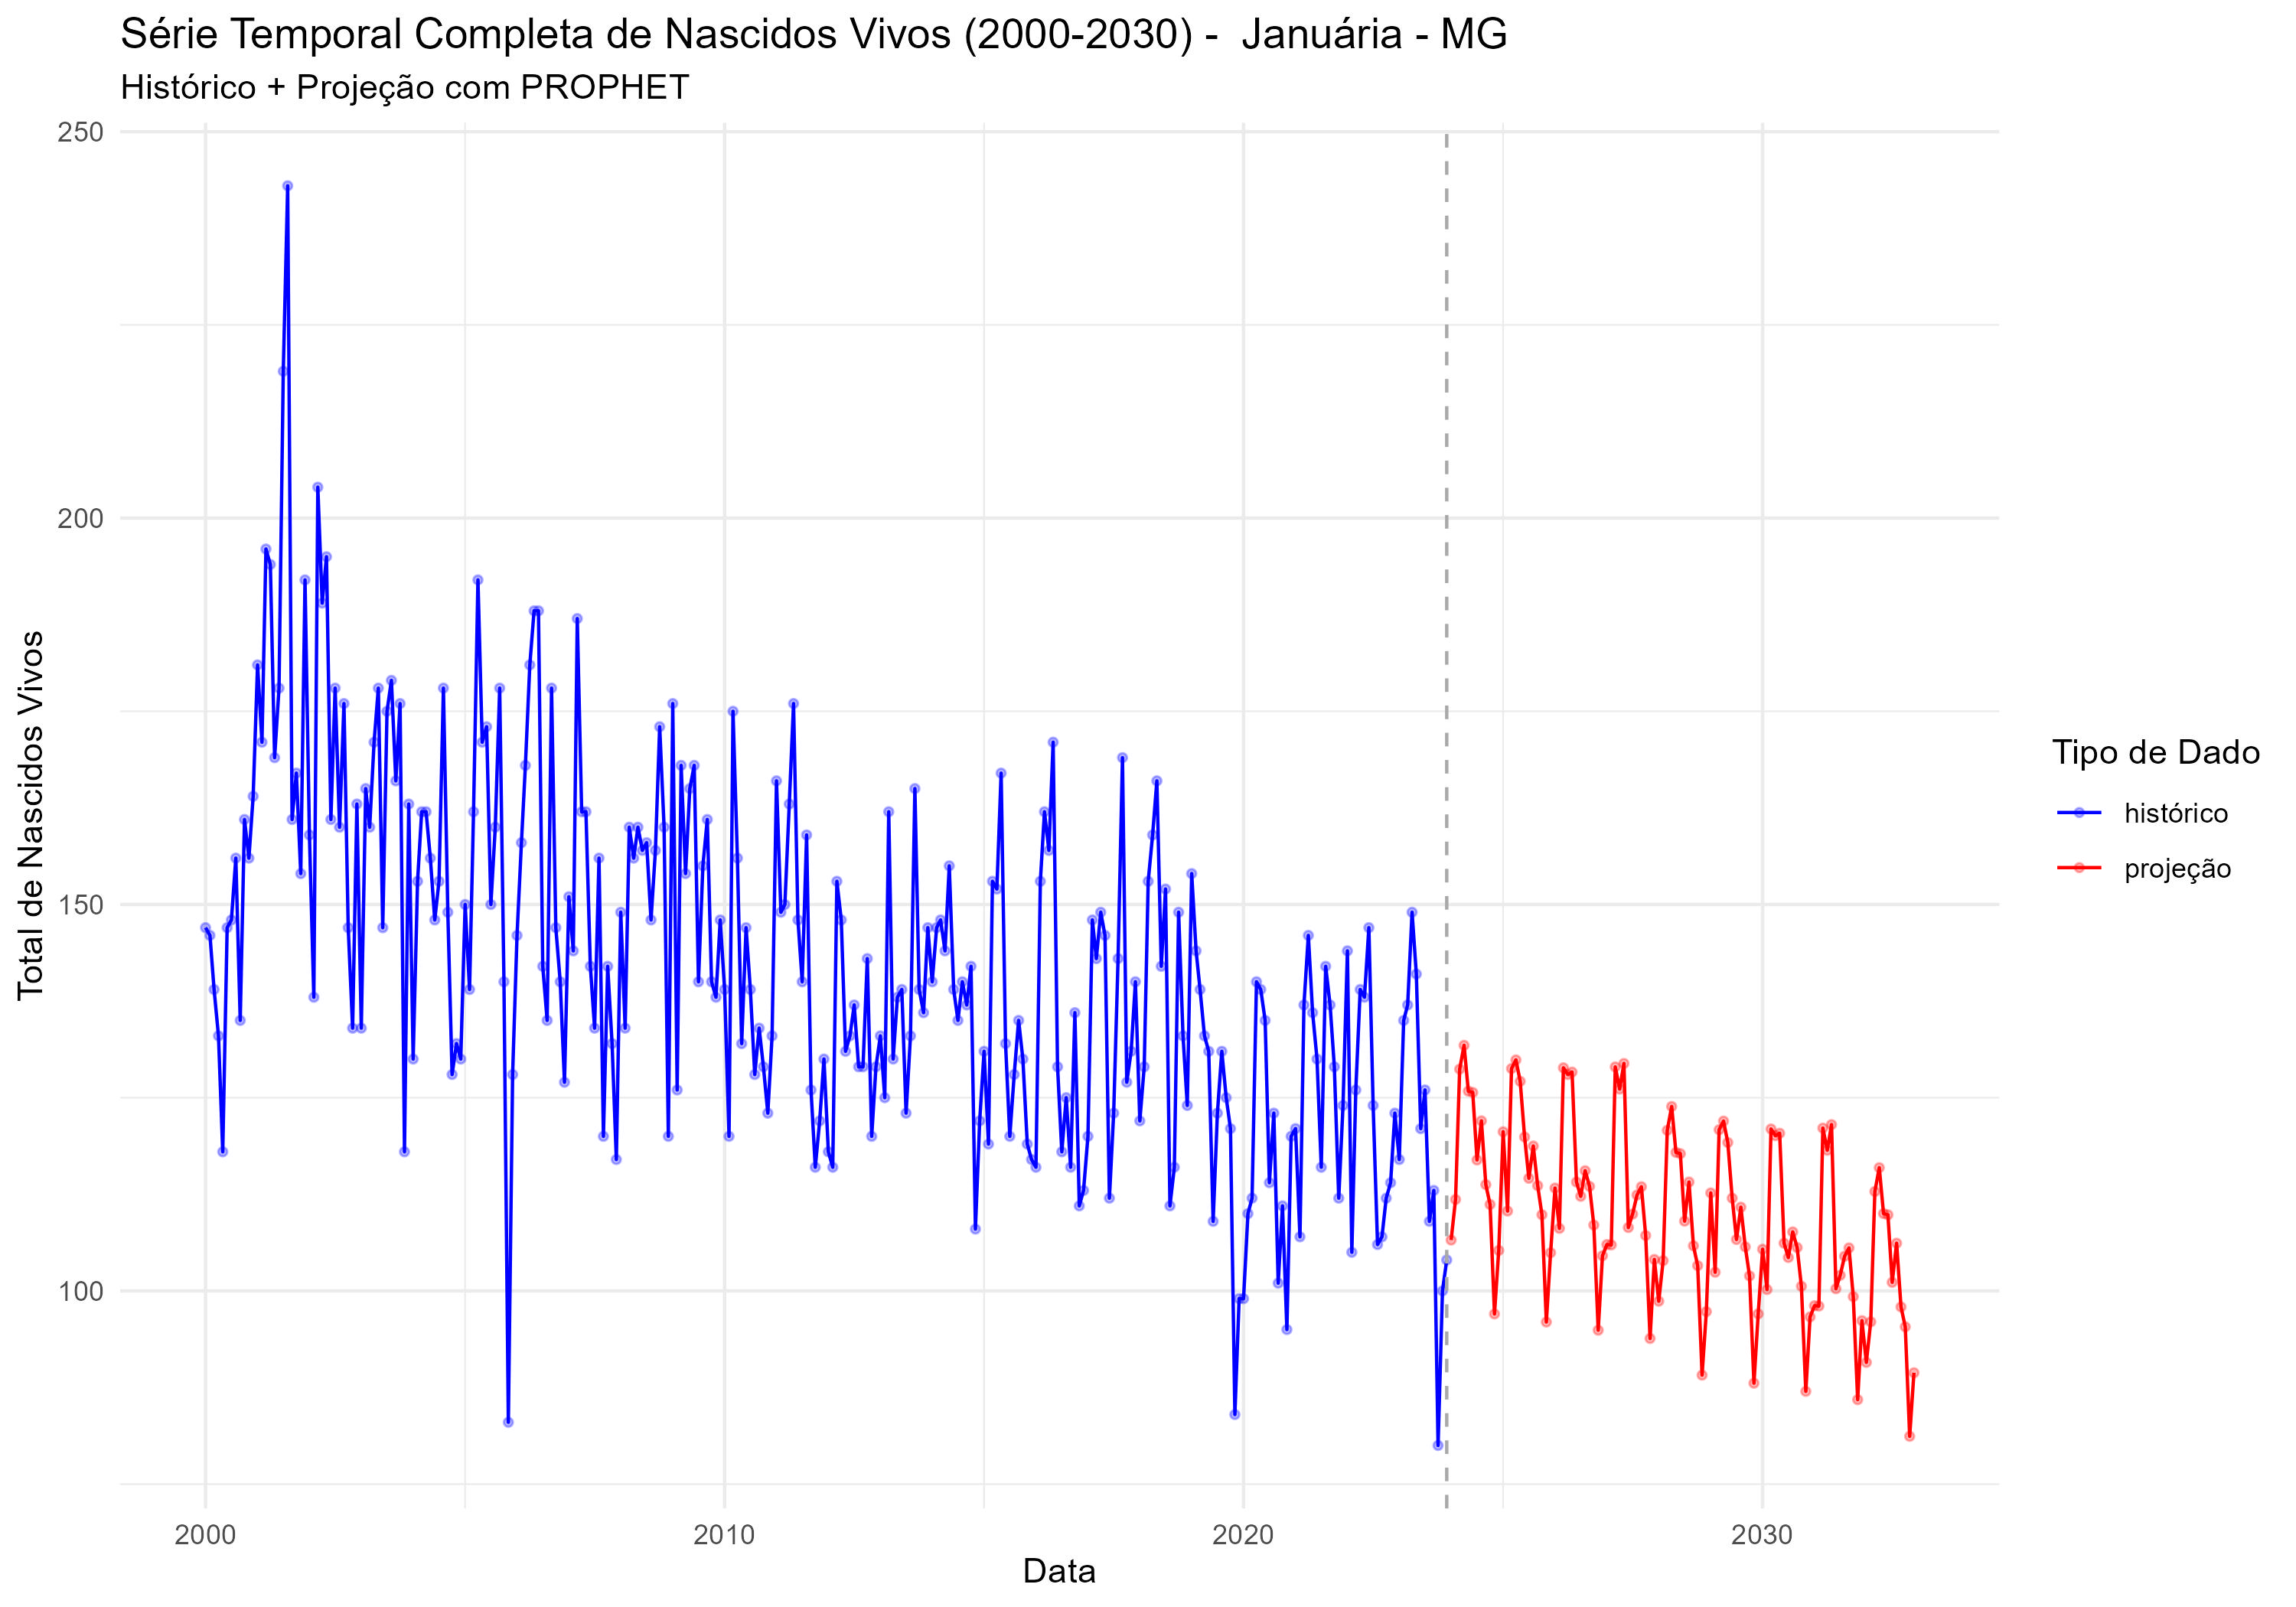 Série Temporal Completa de Nascidos Vivos (2000-2030) -  Januária - MG
Histórico + Projeção com PROPHET
250
200
150
100
Total de Nascidos Vivos
2000
2010
2020
2030
Data
Tipo de Dado
histórico
projeção